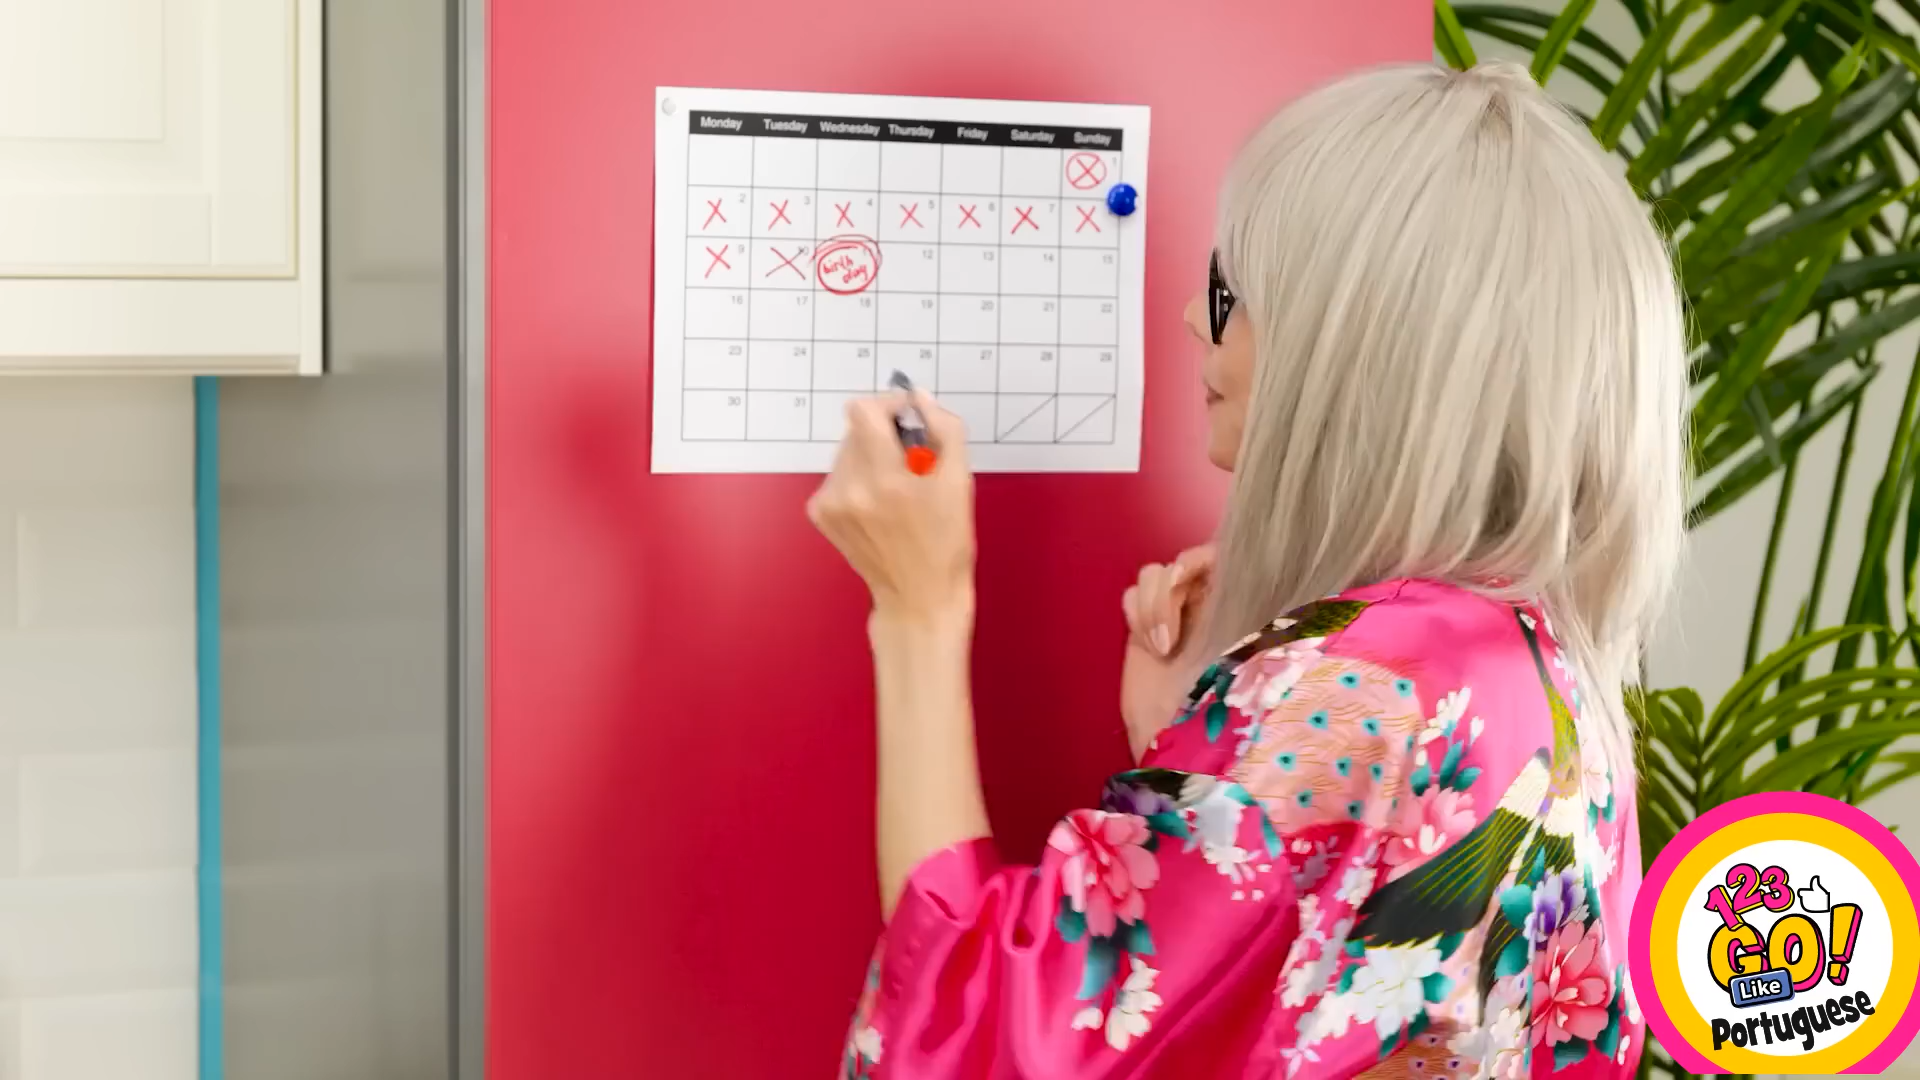 Monday Tuesday Wednesday Thursday Friday Saturday Sunday
1
2 3 4 5 6 7
9 10 birth day 12 13 14 15
16 17 18 19 20 21 22
23 24 25 26 27 28 29
30 31
123
GO!
Like
Portuguese